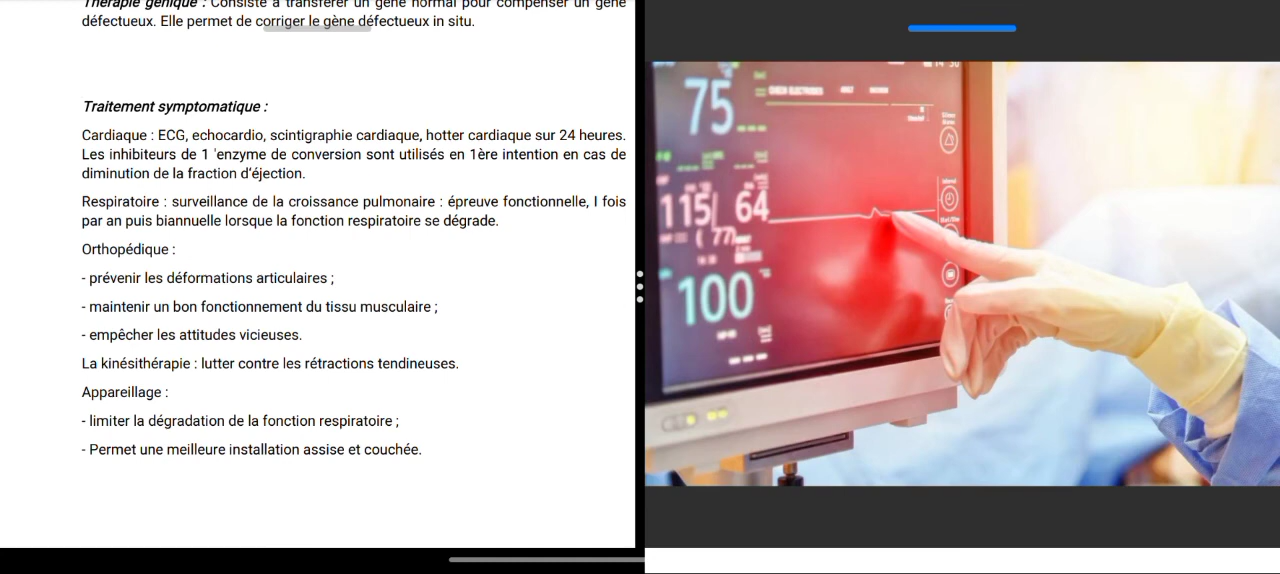 Thérapie génique : Consiste à transférer un gène normal pour compenser un gène
défectueux. Elle permet de corriger le gène défectueux in situ.
Traitement symptomatique :
Cardiaque : ECG, echocardio, scintigraphie cardiaque, hotter cardiaque sur 24 heures.
Les inhibiteurs de 1 'enzyme de conversion sont utilisés en 1ère intention en cas de
diminution de la fraction d'éjection.
Respiratoire : surveillance de la croissance pulmonaire : épreuve fonctionnelle, I fois
par an puis biannuelle lorsque la fonction respiratoire se dégrade.
Orthopédique :
- prévenir les déformations articulaires ;
- maintenir un bon fonctionnement du tissu musculaire ;
- empêcher les attitudes vicieuses.
La kinésithérapie : lutter contre les rétractions tendineuses.
Appareillage :
- limiter la dégradation de la fonction respiratoire ;
- Permet une meilleure installation assise et couchée.
75
CHECK ELECTRODES
115/ 64
( 77)
100